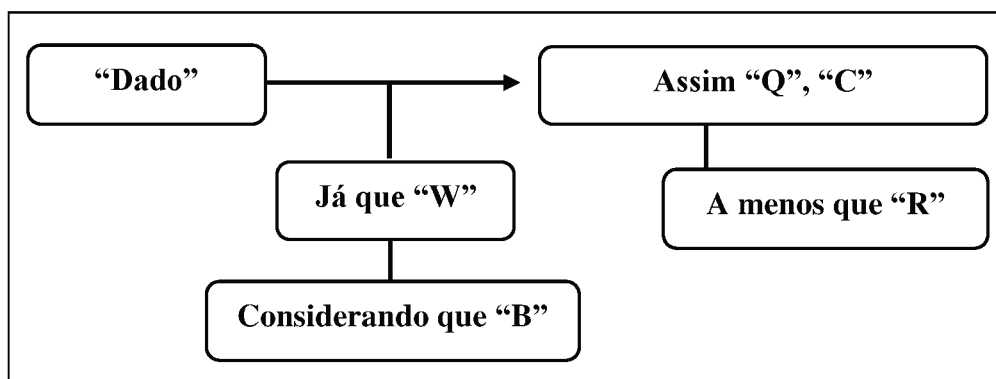 “Dado”
Assim “Q”, “C”
Já que “W”
A menos que “R”
Considerando que “B”